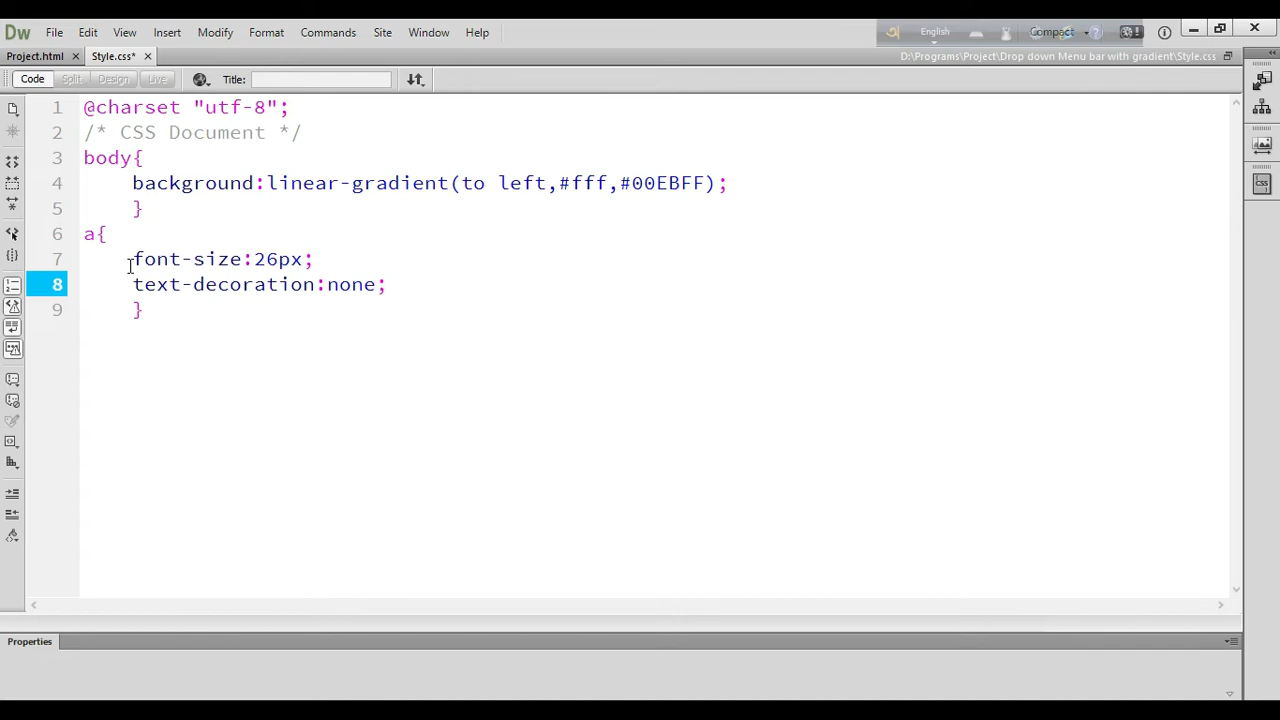 Dw File Edit View Insert Modify Format Commands Site Window Help English Compact
Project.html × Style.css* × D:\Programs\Project\Drop down Menu bar with gradient\Style.css
Code Split Design Live Title:
1 @charset "utf-8";
2 /* CSS Document */
3 body{
4 background:linear-gradient(to left,#fff,#00EBFF);
5 }
6 a{
7 font-size:26px;
8 text-decoration:none;
9 }
CSS
Properties